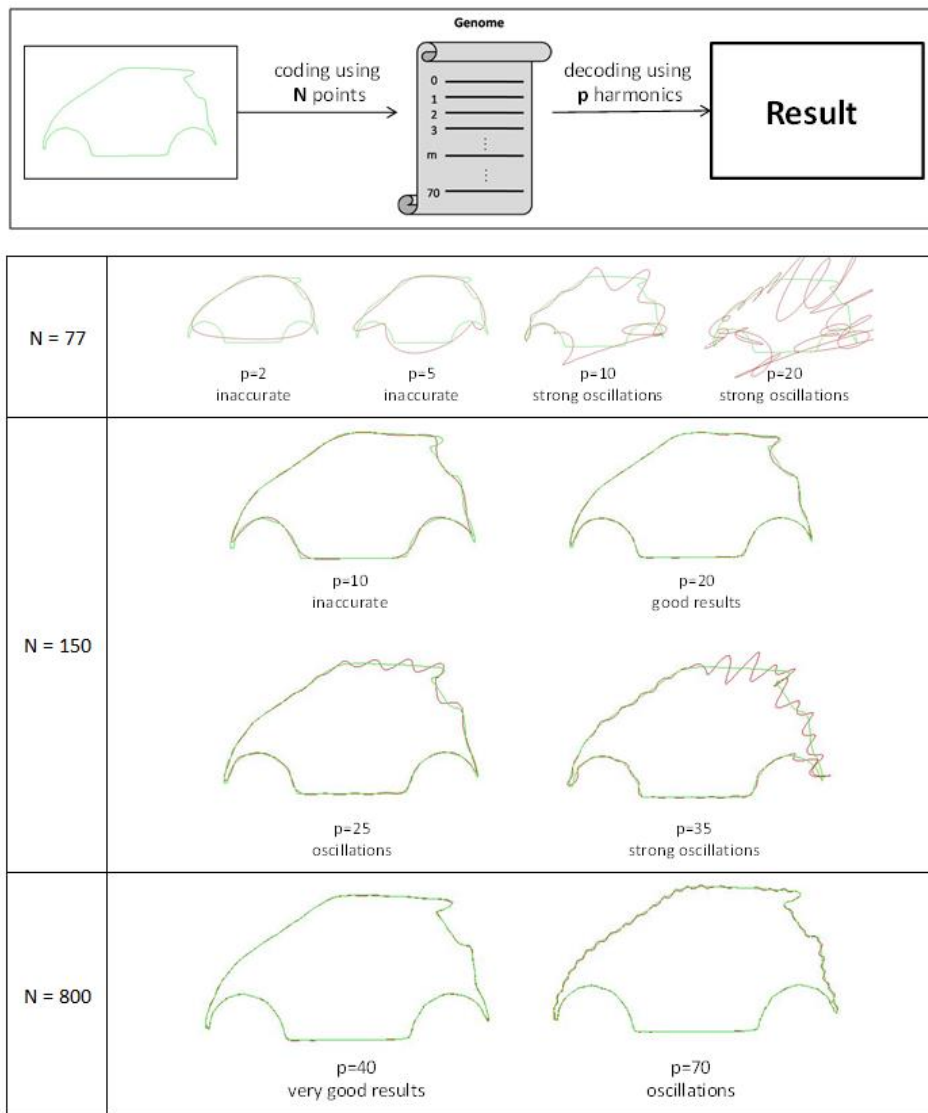 Genome
coding using
N points
0
1
2
3
⋮
m
⋮
70
decoding using
p harmonics
Result
N = 77
p=2
inaccurate
p=5
inaccurate
p=10
strong oscillations
p=20
strong oscillations
N = 150
p=10
inaccurate
p=20
good results
p=25
oscillations
p=35
strong oscillations
N = 800
p=40
very good results
p=70
oscillations